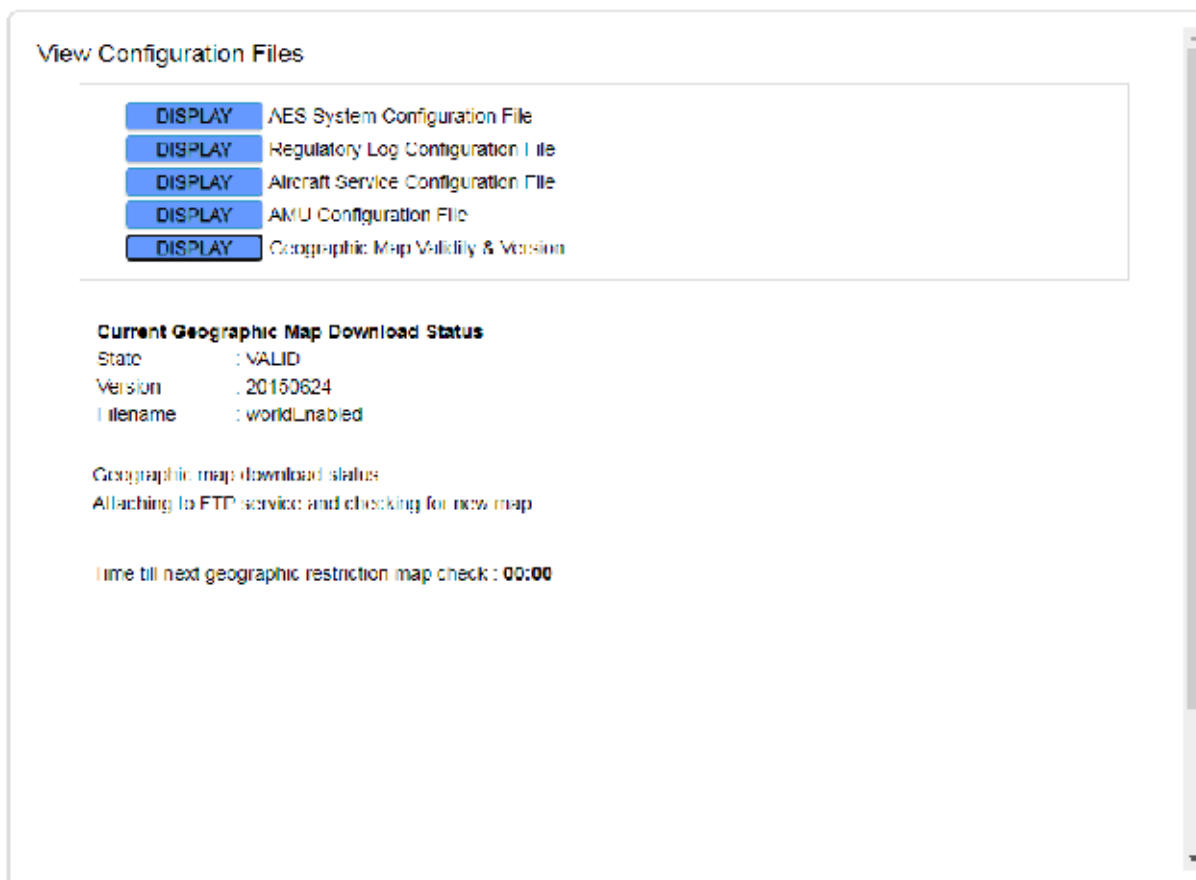 View Configuration Files
DISPLAY AES System Configuration File
DISPLAY Regulatory Log Configuration File
DISPLAY Aircraft Service Configuration File
DISPLAY AMU Configuration File
DISPLAY Geographic Map Validity & Version
Current Geographic Map Download Status
State : VALID
Version : 20150624
Filename : worldEnabled
Geographic map download status
Attaching to FTP service and checking for new map
Time till next geographic restriction map check : 00:00